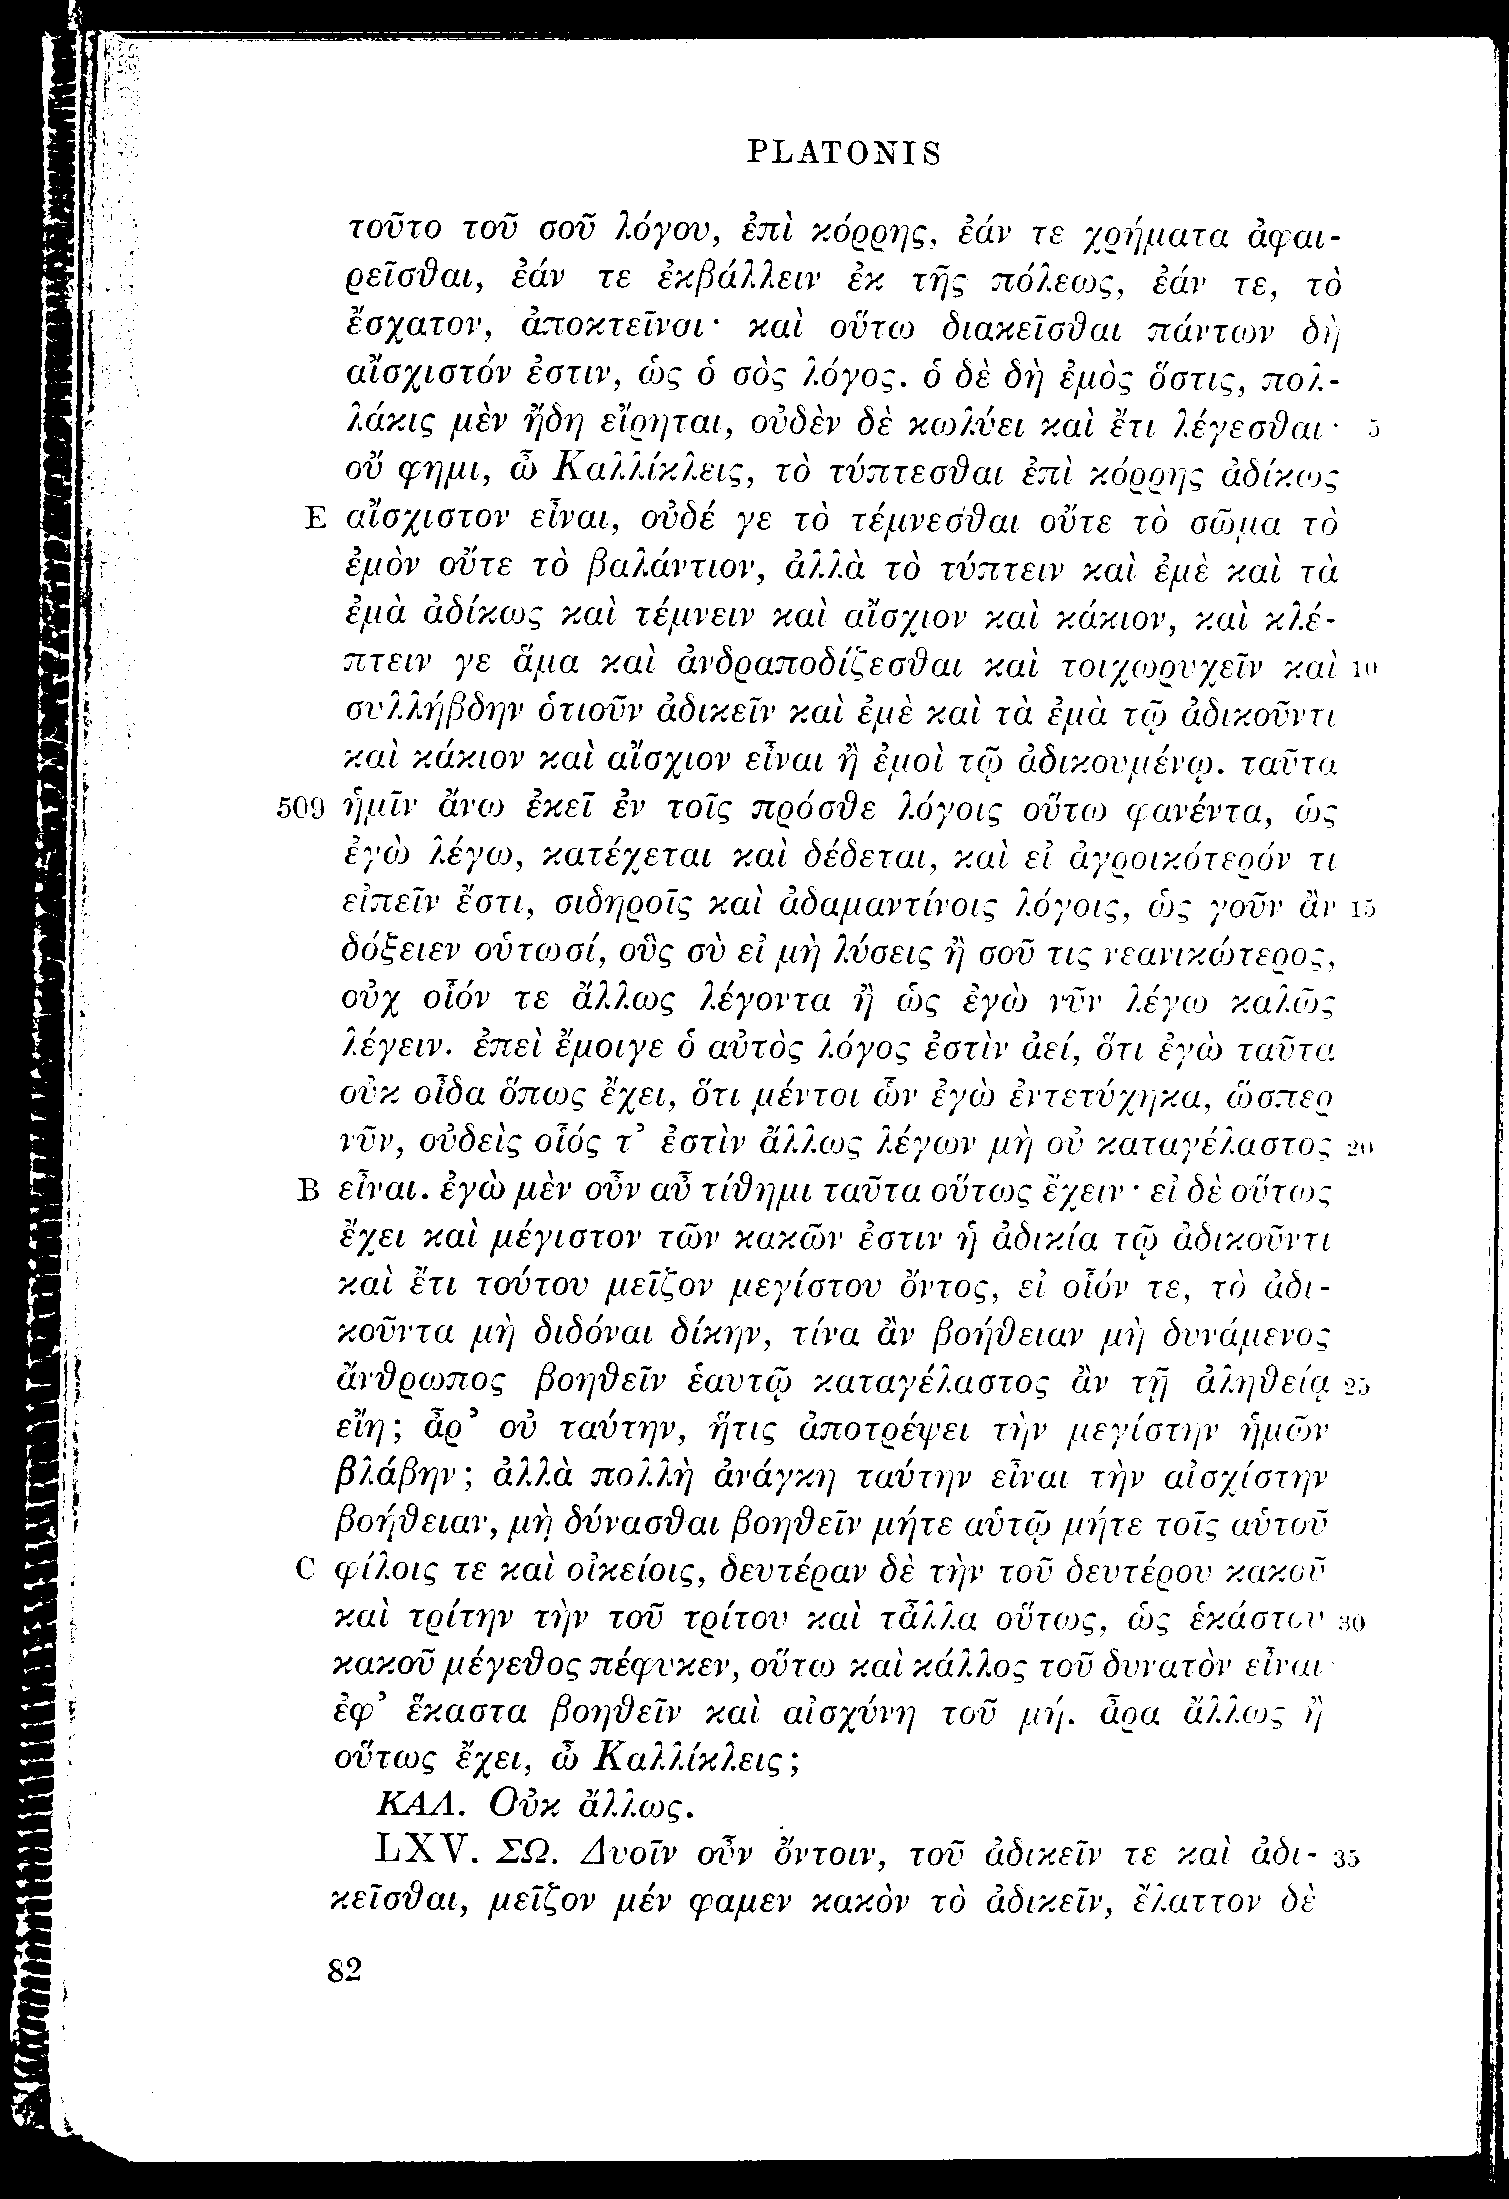 PLATONIS
τοῦτο τοῦ σοῦ λόγου, ἐπὶ κόρρης, ἐάν τε χρήματα ἀφαι-
ρεῖσθαι, ἐάν τε ἐκβάλλειν ἐκ τῆς πόλεως, ἐάν τε, τὸ
ἔσχατον, ἀποκτεῖναι· καὶ οὕτω διακεῖσθαι πάντων δὴ
αἴσχιστόν ἐστιν, ὡς ὁ σὸς λόγος. ὁ δὲ δὴ ἐμὸς ὅστις, πολ-
λάκις μὲν ἤδη εἴρηται, οὐδὲν δὲ κωλύει καὶ ἔτι λέγεσθαι· 5
οὔ φημι, ὦ Καλλίκλεις, τὸ τύπτεσθαι ἐπὶ κόρρης ἀδίκως
E αἴσχιστον εἶναι, οὐδέ γε τὸ τέμνεσθαι οὔτε τὸ σῶμα τὸ
ἐμὸν οὔτε τὸ βαλάντιον, ἀλλὰ τὸ τύπτειν καὶ ἐμὲ καὶ τὰ
ἐμὰ ἀδίκως καὶ τέμνειν καὶ αἴσχιον καὶ κάκιον, καὶ κλέ-
πτειν γε ἅμα καὶ ἀνδραποδίζεσθαι καὶ τοιχωρυχεῖν καὶ 10
συλλήβδην ὁτιοῦν ἀδικεῖν καὶ ἐμὲ καὶ τὰ ἐμὰ τῷ ἀδικοῦντι
καὶ κάκιον καὶ αἴσχιον εἶναι ἢ ἐμοὶ τῷ ἀδικουμένῳ. ταῦτα
509 ἡμῖν ἄνω ἐκεῖ ἐν τοῖς πρόσθε λόγοις οὕτω φανέντα, ὡς
ἐγὼ λέγω, κατέχεται καὶ δέδεται, καὶ εἰ ἀγροικότερόν τι
εἰπεῖν ἔστι, σιδηροῖς καὶ ἀδαμαντίνοις λόγοις, ὡς γοῦν ἂν 15
δόξειεν οὑτωσί, οὓς σὺ εἰ μὴ λύσεις ἢ σοῦ τις νεανικώτερος,
οὐχ οἷόν τε ἄλλως λέγοντα ἢ ὡς ἐγὼ νῦν λέγω καλῶς
λέγειν. ἐπεὶ ἔμοιγε ὁ αὐτὸς λόγος ἐστὶν ἀεί, ὅτι ἐγὼ ταῦτα
οὐκ οἶδα ὅπως ἔχει, ὅτι μέντοι ὧν ἐγὼ ἐντετύχηκα, ὥσπερ
νῦν, οὐδεὶς οἷός τ’ ἐστὶν ἄλλως λέγων μὴ οὐ καταγέλαστος 20
B εἶναι. ἐγὼ μὲν οὖν αὖ τίθημι ταῦτα οὕτως ἔχειν· εἰ δὲ οὕτως
ἔχει καὶ μέγιστον τῶν κακῶν ἐστιν ἡ ἀδικία τῷ ἀδικοῦντι
καὶ ἔτι τούτου μεῖζον μεγίστου ὄντος, εἰ οἷόν τε, τὸ ἀδι-
κοῦντα μὴ διδόναι δίκην, τίνα ἂν βοήθειαν μὴ δυνάμενος
ἄνθρωπος βοηθεῖν ἑαυτῷ καταγέλαστος ἂν τῇ ἀληθείᾳ 25
εἴη; ἆρ’ οὐ ταύτην, ἥτις ἀποτρέψει τὴν μεγίστην ἡμῶν
βλάβην; ἀλλὰ πολλὴ ἀνάγκη ταύτην εἶναι τὴν αἰσχίστην
βοήθειαν, μὴ δύνασθαι βοηθεῖν μήτε αὑτῷ μήτε τοῖς αὑτοῦ
C φίλοις τε καὶ οἰκείοις, δευτέραν δὲ τὴν τοῦ δευτέρου κακοῦ
καὶ τρίτην τὴν τοῦ τρίτου καὶ τἆλλα οὕτως, ὡς ἑκάστου 30
κακοῦ μέγεθος πέφυκεν, οὕτω καὶ κάλλος τοῦ δυνατὸν εἶναι
ἐφ’ ἕκαστα βοηθεῖν καὶ αἰσχύνη τοῦ μή. ἆρα ἄλλως ἢ
οὕτως ἔχει, ὦ Καλλίκλεις;
ΚΑΛ. Οὐκ ἄλλως.
LXV. ΣΩ. Δυοῖν οὖν ὄντοιν, τοῦ ἀδικεῖν τε καὶ ἀδι- 35
κεῖσθαι, μεῖζον μέν φαμεν κακὸν τὸ ἀδικεῖν, ἔλαττον δὲ
82